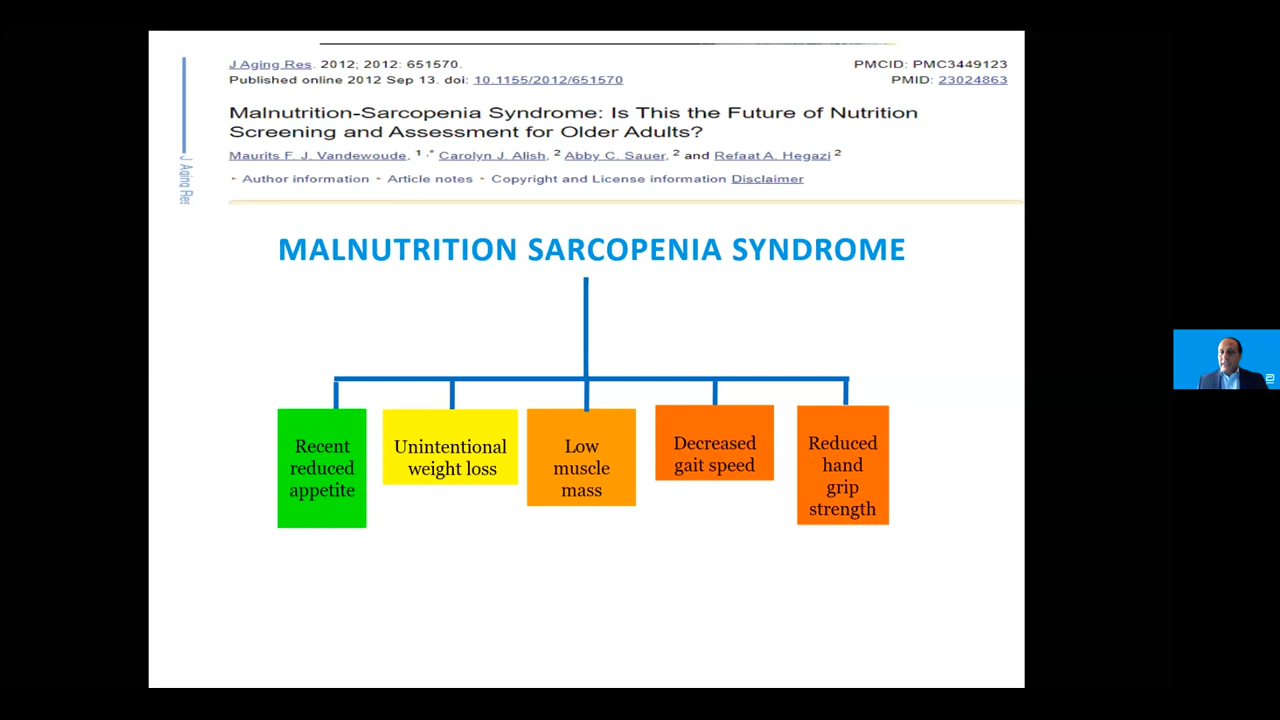 J Aging Res. 2012; 2012: 651570.
PMCID: PMC3449123
Published online 2012 Sep 13. doi: 10.1155/2012/651570
PMID: 23024863
Malnutrition-Sarcopenia Syndrome: Is This the Future of Nutrition
Screening and Assessment for Older Adults?
Maurits F. J. Vandewoude, 1 ,* Carolyn J. Alish, 2 Abby C. Sauer, 2 and Refaat A. Hegazi 2
Author information Article notes Copyright and License information Disclaimer
J Aging Res
MALNUTRITION SARCOPENIA SYNDROME
Recent
reduced
appetite
Unintentional
weight loss
Low
muscle
mass
Decreased
gait speed
Reduced
hand
grip
strength